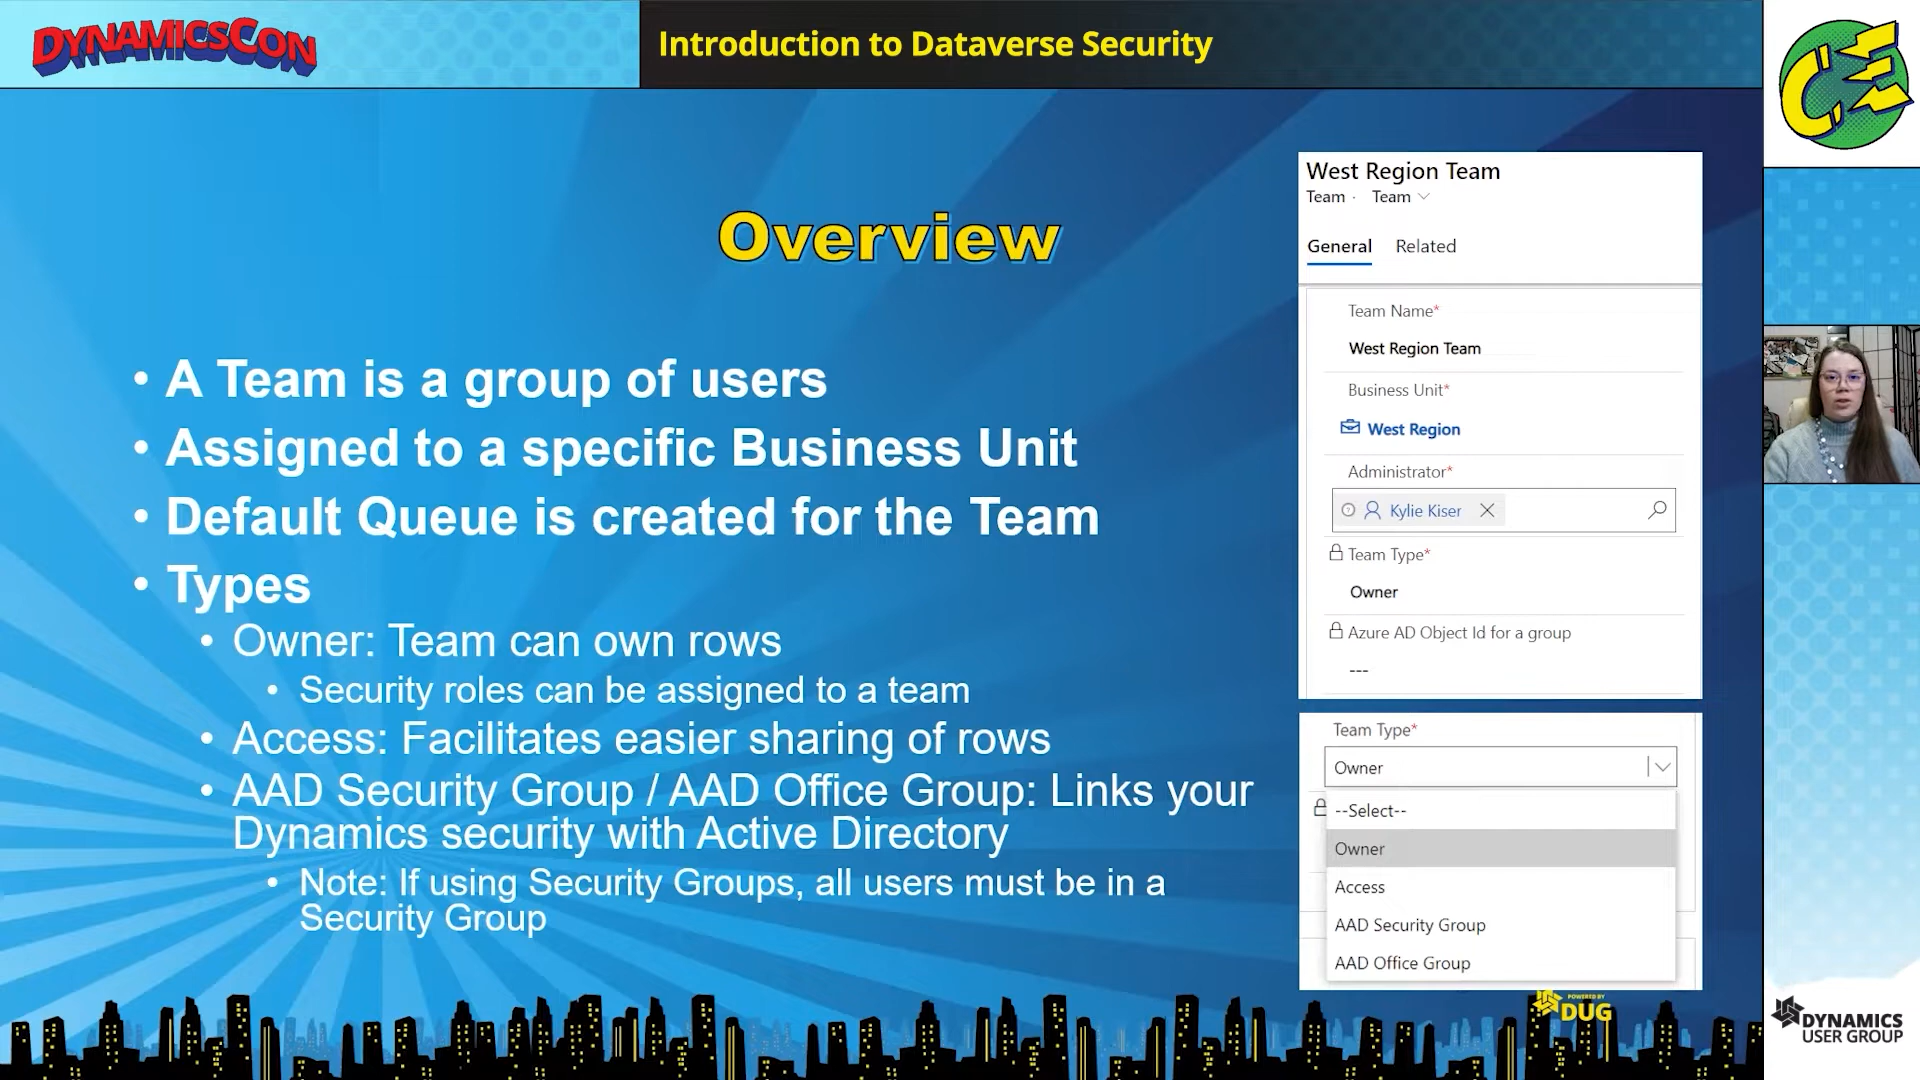 DYNAMICSCON
Introduction to Dataverse Security
CE
Overview
• A Team is a group of users
• Assigned to a specific Business Unit
• Default Queue is created for the Team
• Types
• Owner: Team can own rows
• Security roles can be assigned to a team
• Access: Facilitates easier sharing of rows
• AAD Security Group / AAD Office Group: Links your
Dynamics security with Active Directory
• Note: If using Security Groups, all users must be in a
Security Group
West Region Team
Team · Team
General Related
Team Name*
West Region Team
Business Unit*
West Region
Administrator*
Kylie Kiser
Team Type*
Owner
Azure AD Object Id for a group
---
Team Type*
Owner
--Select--
Owner
Access
AAD Security Group
AAD Office Group
POWERED BY
DUG
DYNAMICS
USER GROUP